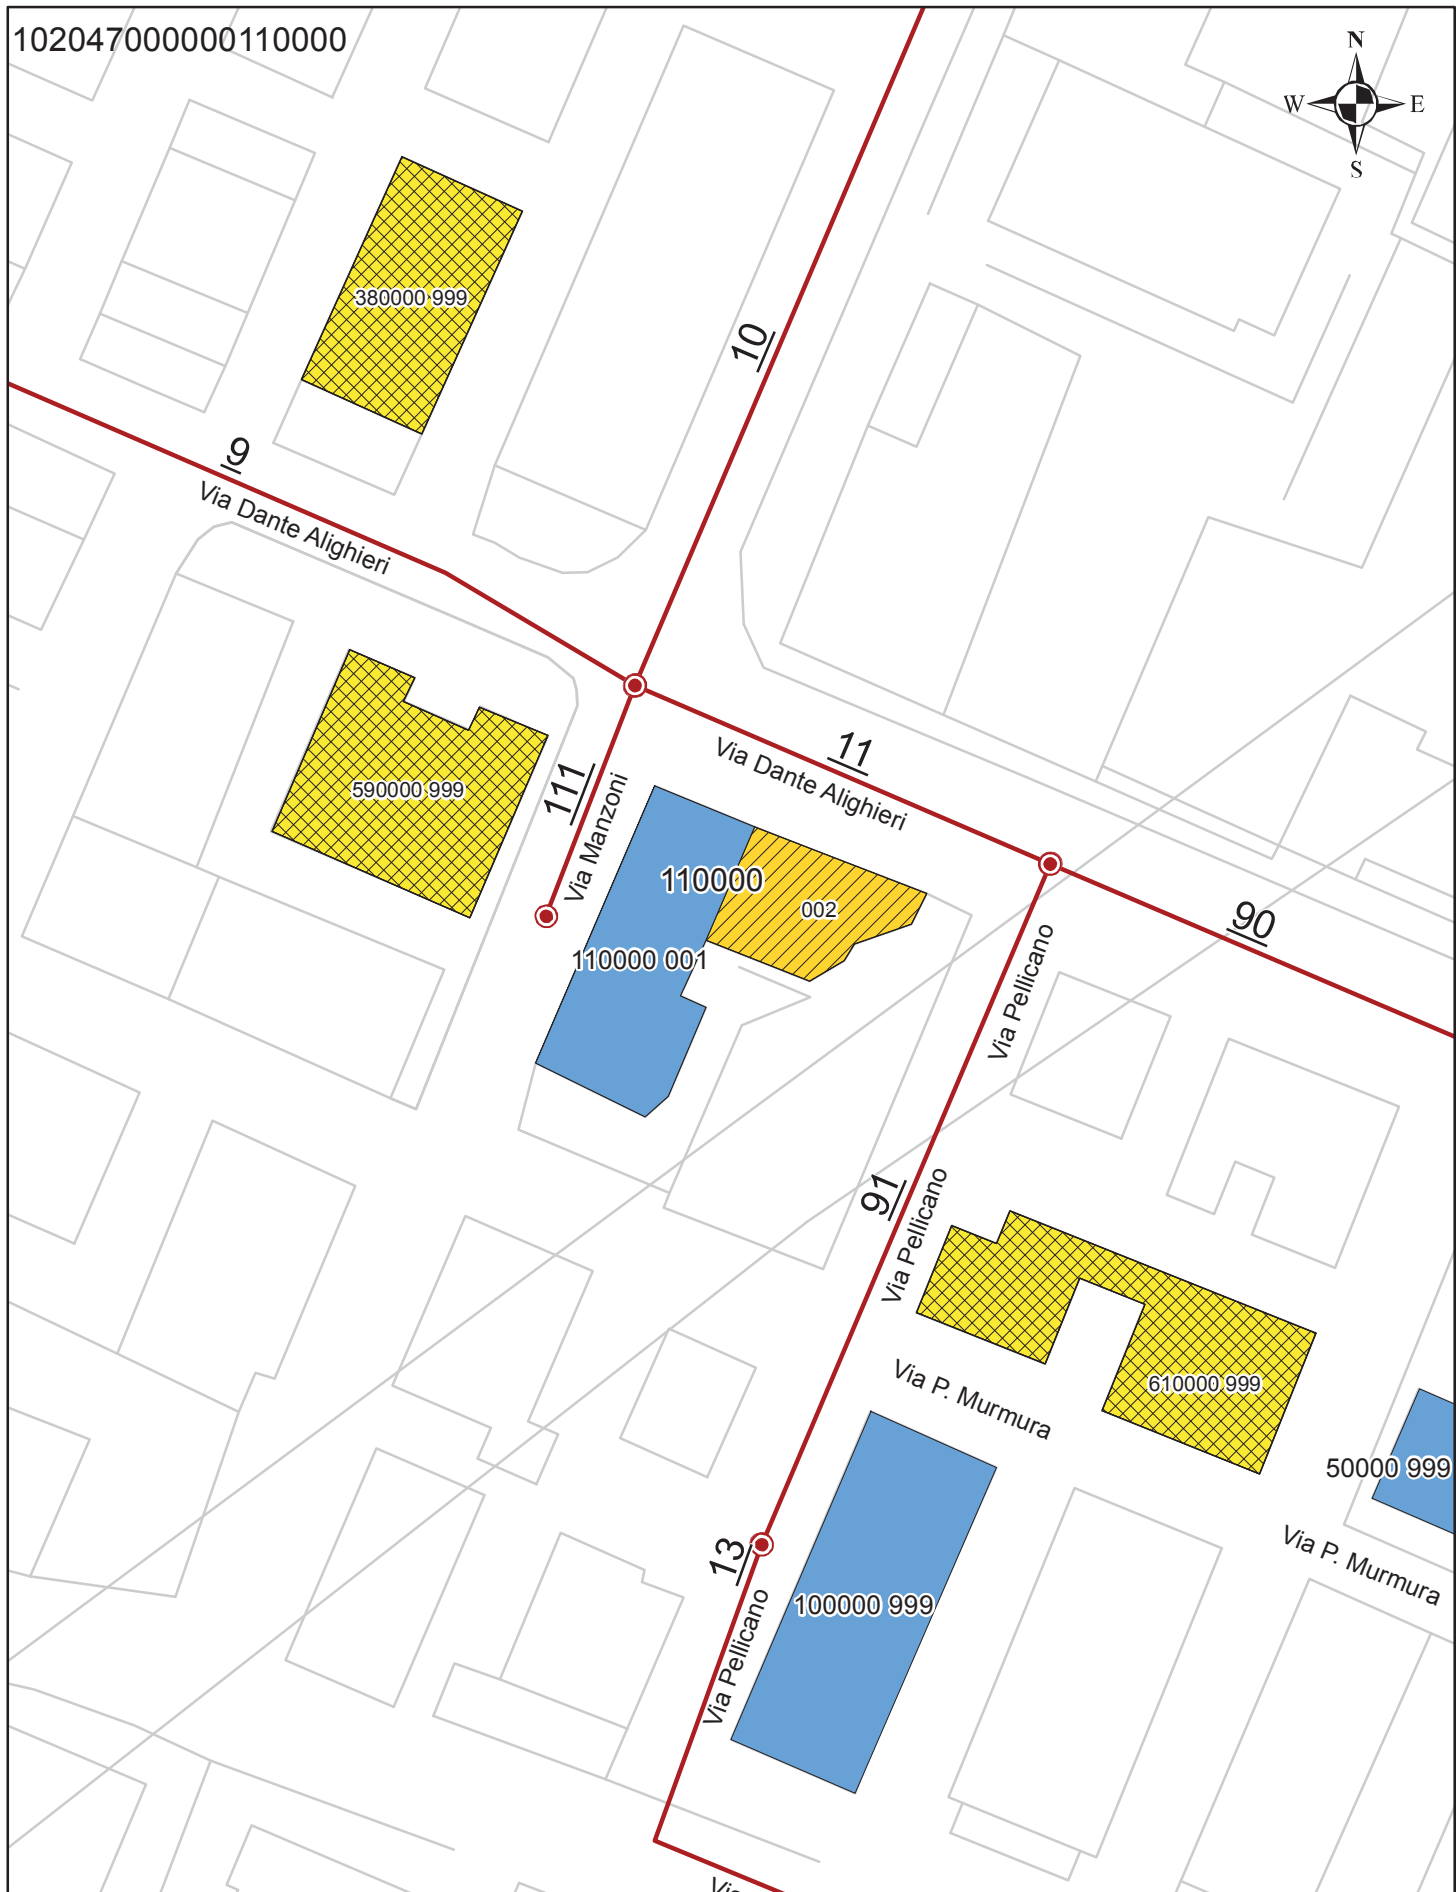 102047000000110000
N
W E
S
380000 999
10
9
Via Dante Alighieri
590000 999
111
Via Manzoni
11
Via Dante Alighieri
110000
002
110000 001
90
Via Pellicano
91
Via Pellicano
Via P. Murmura
610000 999
50000 999
Via P. Murmura
13
100000 999
Via Pellicano